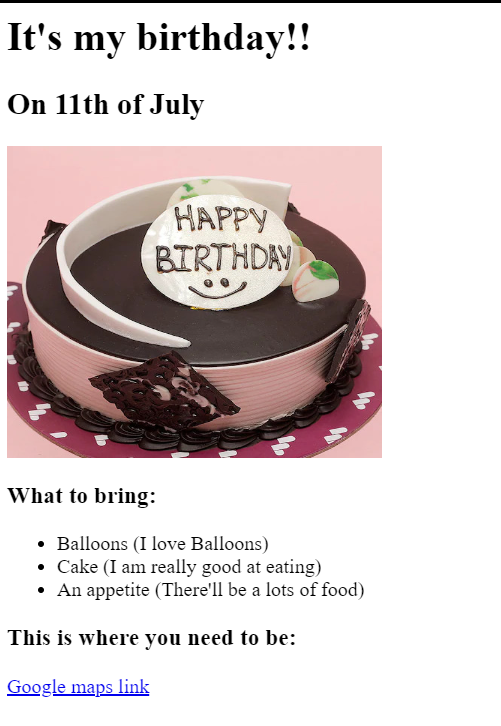 It's my birthday!!
On 11th of July
HAPPY
BIRTHDAY
What to bring:
Balloons (I love Balloons)
Cake (I am really good at eating)
An appetite (There'll be a lots of food)
This is where you need to be:
Google maps link